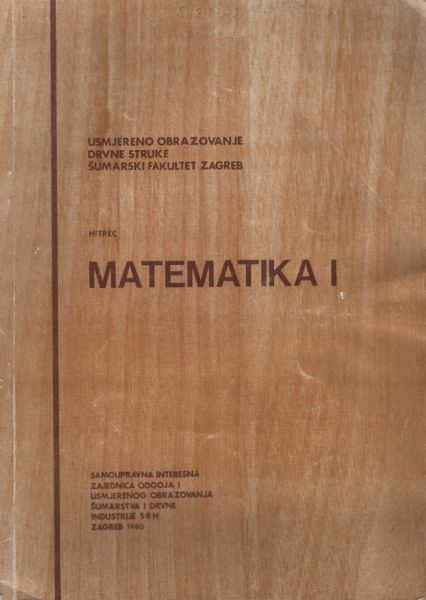 USMJERENO OBRAZOVANJE
DRVNE STRUKE
ŠUMARSKI FAKULTET ZAGREB
HITREC
MATEMATIKA I
SAMOUPRAVNA INTERESNA
ZAJEDNICA ODGOJA I
USMJERENOG OBRAZOVANJA
ŠUMARSTVA I DRVNE
INDUSTRIJE SRH
ZAGREB 1980